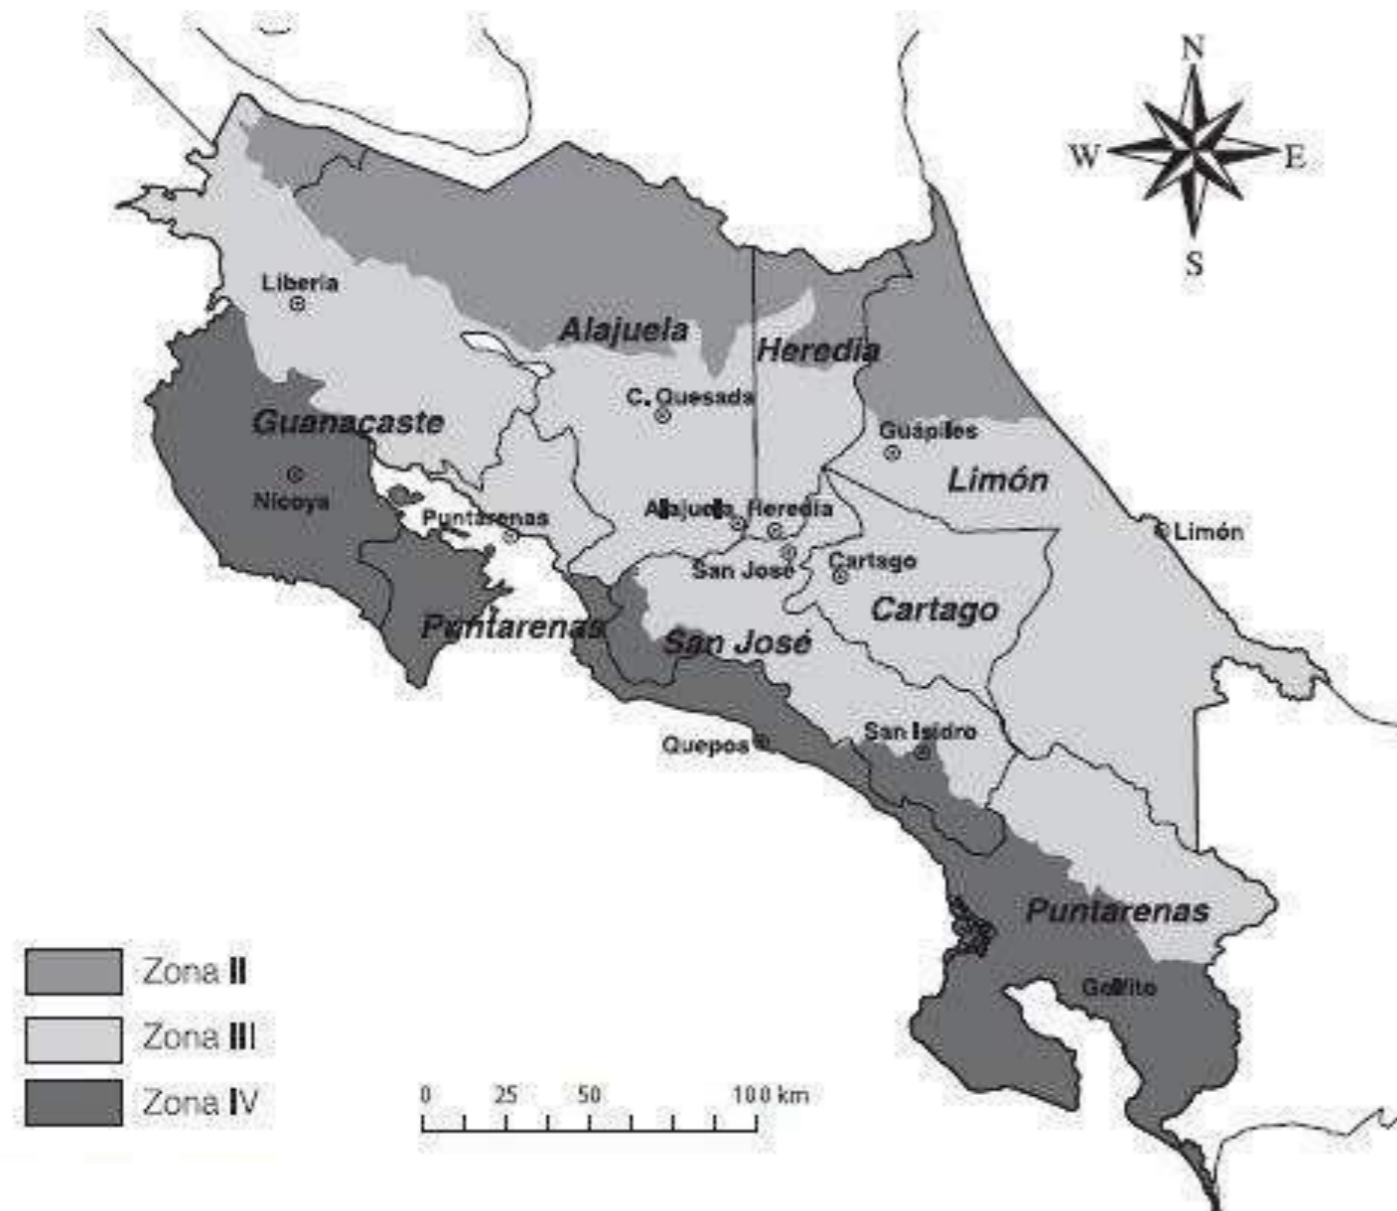 N
W E
S
Liberia
Alajuela
Heredia
C. Quesada
Guanacaste
Guápiles
Limón
Nicoya
Puntarenas
Alajuela Heredia
Limón
San José
Cartago
Cartago
Puntarenas
San José
San Isidro
Quepos
Puntarenas
Golfito
Zona II
Zona III
Zona IV
0 25 50 100 km